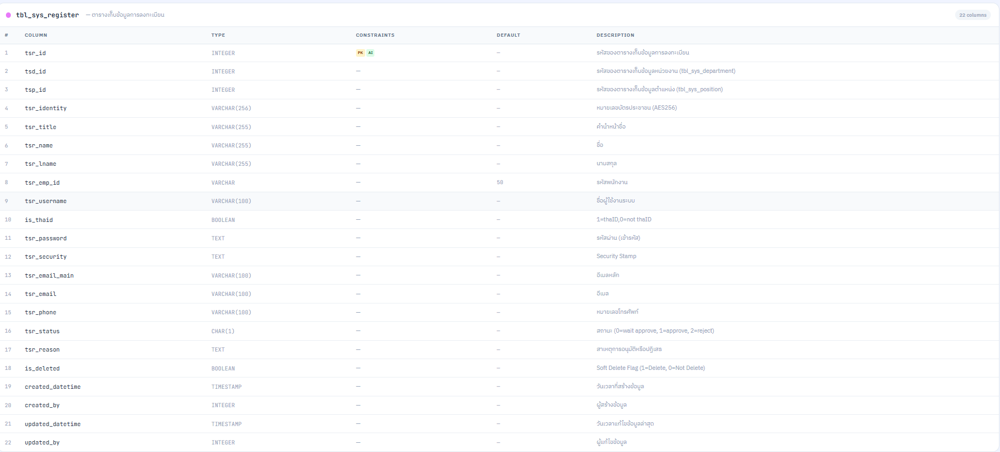 tbl_sys_register — ตารางเก็บข้อมูลการลงทะเบียน 22 columns
# COLUMN TYPE CONSTRAINTS DEFAULT DESCRIPTION
1 tsr_id INTEGER PK AI — รหัสของตารางเก็บข้อมูลการลงทะเบียน
2 tsd_id INTEGER — — รหัสของตารางเก็บข้อมูลหน่วยงาน (tbl_sys_department)
3 tsp_id INTEGER — — รหัสของตารางเก็บข้อมูลตำแหน่ง (tbl_sys_position)
4 tsr_identity VARCHAR(256) — — หมายเลขบัตรประชาชน (AES256)
5 tsr_title VARCHAR(255) — — คำนำหน้าชื่อ
6 tsr_name VARCHAR(255) — — ชื่อ
7 tsr_lname VARCHAR(255) — — นามสกุล
8 tsr_emp_id VARCHAR — 50 รหัสพนักงาน
9 tsr_username VARCHAR(100) — — ชื่อผู้ใช้งานระบบ
10 is_thaid BOOLEAN — — 1=thaID,0=not thaID
11 tsr_password TEXT — — รหัสผ่าน (เข้ารหัส)
12 tsr_security TEXT — — Security Stamp
13 tsr_email_main VARCHAR(100) — — อีเมลหลัก
14 tsr_email VARCHAR(100) — — อีเมล
15 tsr_phone VARCHAR(100) — — หมายเลขโทรศัพท์
16 tsr_status CHAR(1) — — สถานะ (0=wait approve, 1=approve, 2=reject)
17 tsr_reason TEXT — — สาเหตุการอนุมัติหรือปฏิเสธ
18 is_deleted BOOLEAN — — Soft Delete Flag (1=Delete, 0=Not Delete)
19 created_datetime TIMESTAMP — — วันเวลาที่สร้างข้อมูล
20 created_by INTEGER — — ผู้สร้างข้อมูล
21 updated_datetime TIMESTAMP — — วันเวลาแก้ไขข้อมูลล่าสุด
22 updated_by INTEGER — — ผู้แก้ไขข้อมูล